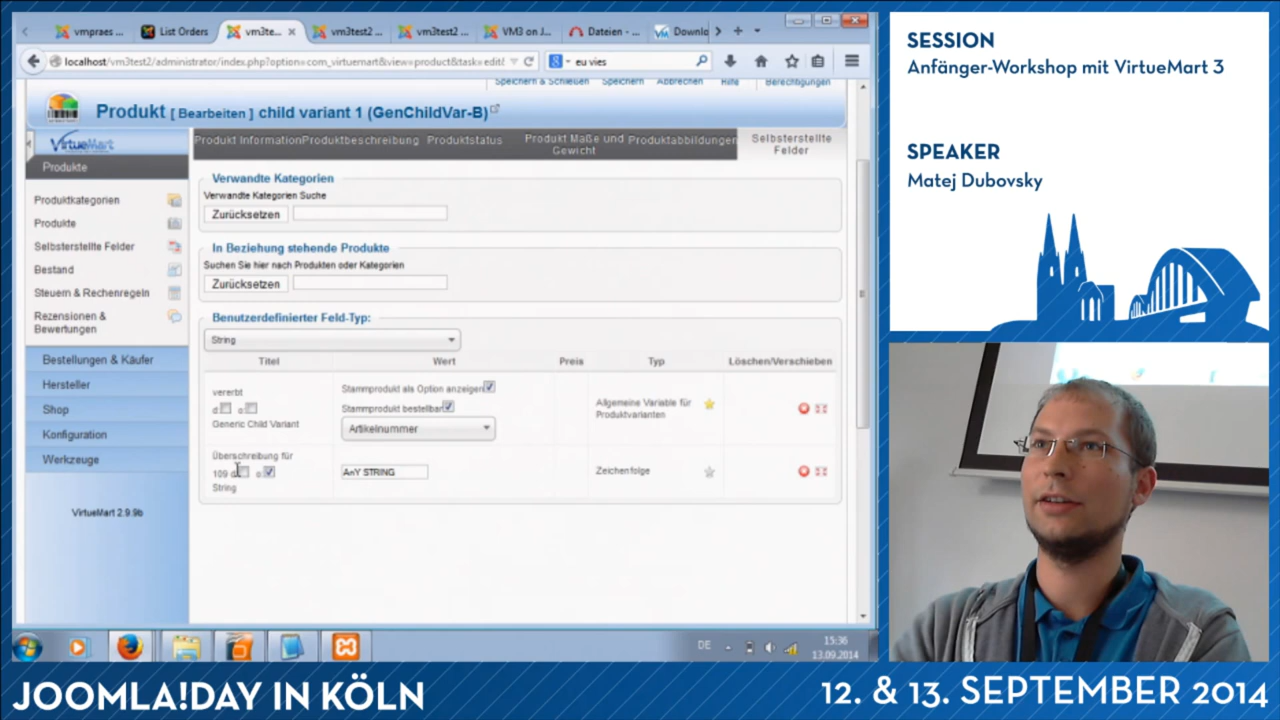 vmpraes ...
List Orders
vm3te...
vm3test2 ...
vm3test2 ...
VM3 on J...
Dateien - ...
Downlo
localhost/vm3test2/administrator/index.php?option=com_virtuemart&view=product&task=edit&
eu vies
Speichern & Schließen
Speichern
Abbrechen
Hilfe
Berechtigungen
Produkt [ Bearbeiten ] child variant 1 (GenChildVar-B)
VirtueMart
Produkte
Produktkategorien
Produkte
Selbsterstellte Felder
Bestand
Steuern & Rechenregeln
Rezensionen &
Bewertungen
Bestellungen & Käufer
Hersteller
Shop
Konfiguration
Werkzeuge
VirtueMart 2.9.9b
Produkt Information
Produktbeschreibung
Produktstatus
Produkt Maße und
Gewicht
Produktabbildungen
Selbsterstellte
Felder
Verwandte Kategorien
Verwandte Kategorien Suche
Zurücksetzen
In Beziehung stehende Produkte
Suchen Sie hier nach Produkten oder Kategorien
Zurücksetzen
Benutzerdefinierter Feld-Typ:
String
Titel
Wert
Preis
Typ
Löschen/Verschieben
vererbt
d:
o:
Generic Child Variant
Stammprodukt als Option anzeigen
Stammprodukt bestellbar
Artikelnummer
Allgemeine Variable für
Produktvarianten
Überschreibung für
109 d
o:
String
AnY STRING
Zeichenfolge
DE
15:36
13.09.2014
SESSION
Anfänger-Workshop mit VirtueMart 3
SPEAKER
Matej Dubovsky
JOOMLA!DAY IN KÖLN
12. & 13. SEPTEMBER 2014